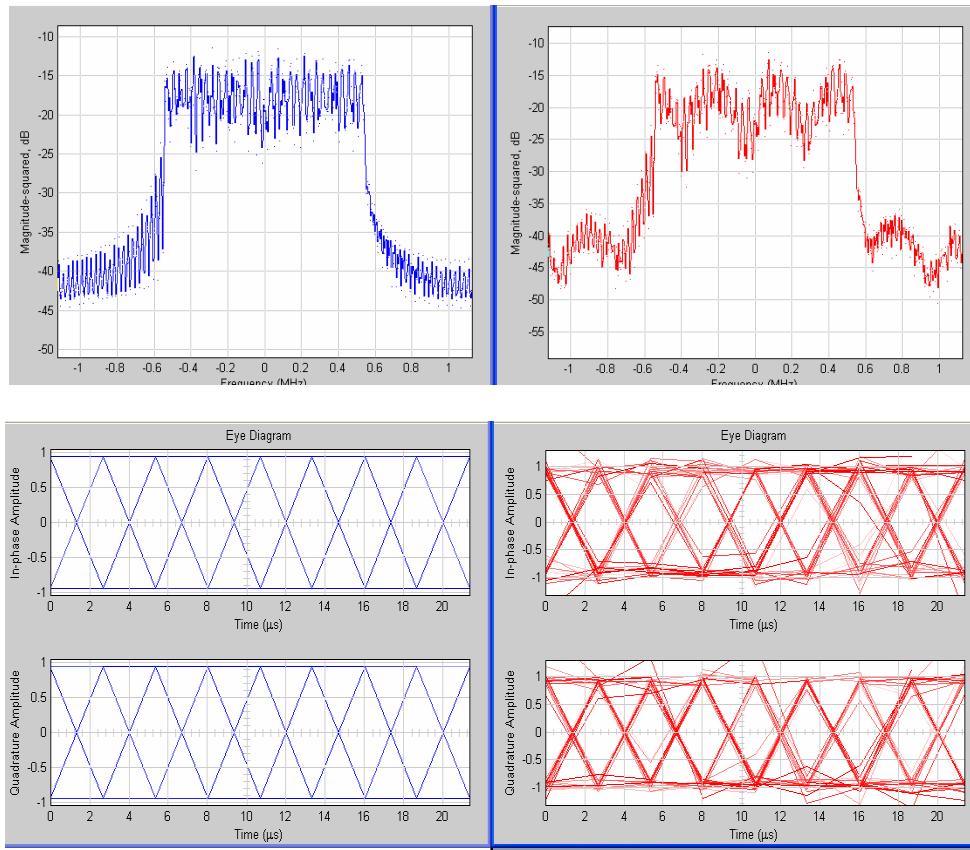 Magnitude-squared, dB
-10
-15
-20
-25
-30
-35
-40
-45
-50
-1 -0.8 -0.6 -0.4 -0.2 0 0.2 0.4 0.6 0.8 1
Frequency (MHz)
Magnitude-squared, dB
-10
-15
-20
-25
-30
-35
-40
-45
-50
-55
-1 -0.8 -0.6 -0.4 -0.2 0 0.2 0.4 0.6 0.8 1
Frequency (MHz)
Eye Diagram
In-phase Amplitude
1
0.5
0
-0.5
-1
0 2 4 6 8 10 12 14 16 18 20
Time (µs)
Quadrature Amplitude
1
0.5
0
-0.5
-1
0 2 4 6 8 10 12 14 16 18 20
Time (µs)
Eye Diagram
In-phase Amplitude
1
0.5
0
-0.5
-1
0 2 4 6 8 10 12 14 16 18 20
Time (µs)
Quadrature Amplitude
1
0.5
0
-0.5
-1
0 2 4 6 8 10 12 14 16 18 20
Time (µs)